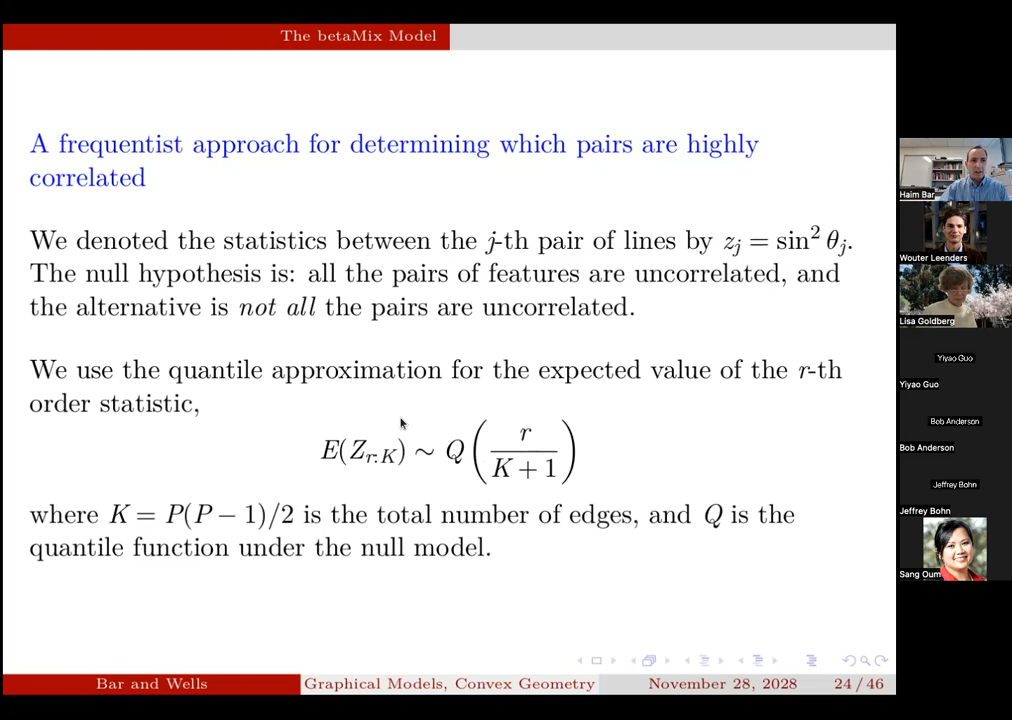 The betaMix Model
A frequentist approach for determining which pairs are highly
correlated
We denoted the statistics between the j-th pair of lines by z_j = sin² θ_j.
The null hypothesis is: all the pairs of features are uncorrelated, and
the alternative is not all the pairs are uncorrelated.
We use the quantile approximation for the expected value of the r-th
order statistic,
E(Z_{r:K}) ∼ Q(r/(K + 1))
where K = P(P − 1)/2 is the total number of edges, and Q is the
quantile function under the null model.
Bar and Wells
Graphical Models, Convex Geometry
November 28, 2028
24 / 46
Haim Bar
Wouter Leenders
Lisa Goldberg
Yiyao Guo
Yiyao Guo
Bob Anderson
Bob Anderson
Jeffrey Bohn
Jeffrey Bohn
Sang Oum